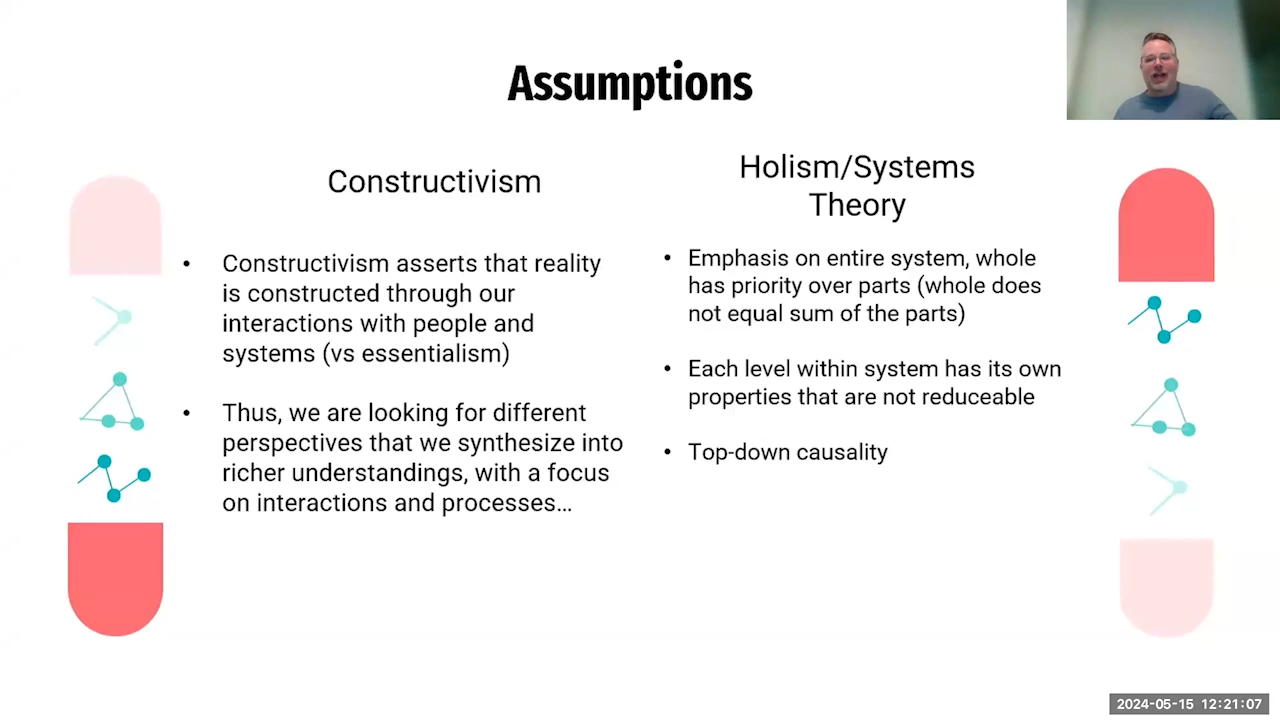 Assumptions
Constructivism
• Constructivism asserts that reality
is constructed through our
interactions with people and
systems (vs essentialism)
• Thus, we are looking for different
perspectives that we synthesize into
richer understandings, with a focus
on interactions and processes…
Holism/Systems
Theory
• Emphasis on entire system, whole
has priority over parts (whole does
not equal sum of the parts)
• Each level within system has its own
properties that are not reduceable
• Top-down causality
2024-05-15 12:21:07